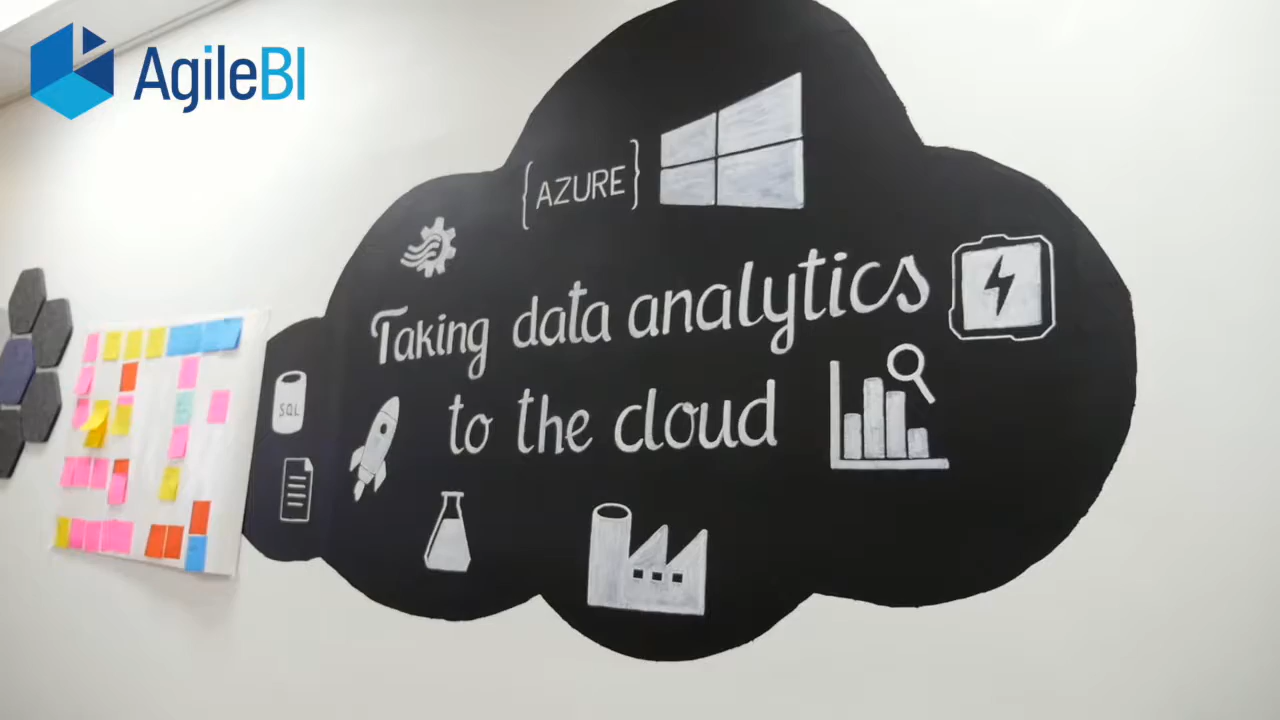 AgileBI
{AZURE}
Taking data analytics
to the cloud
SQL